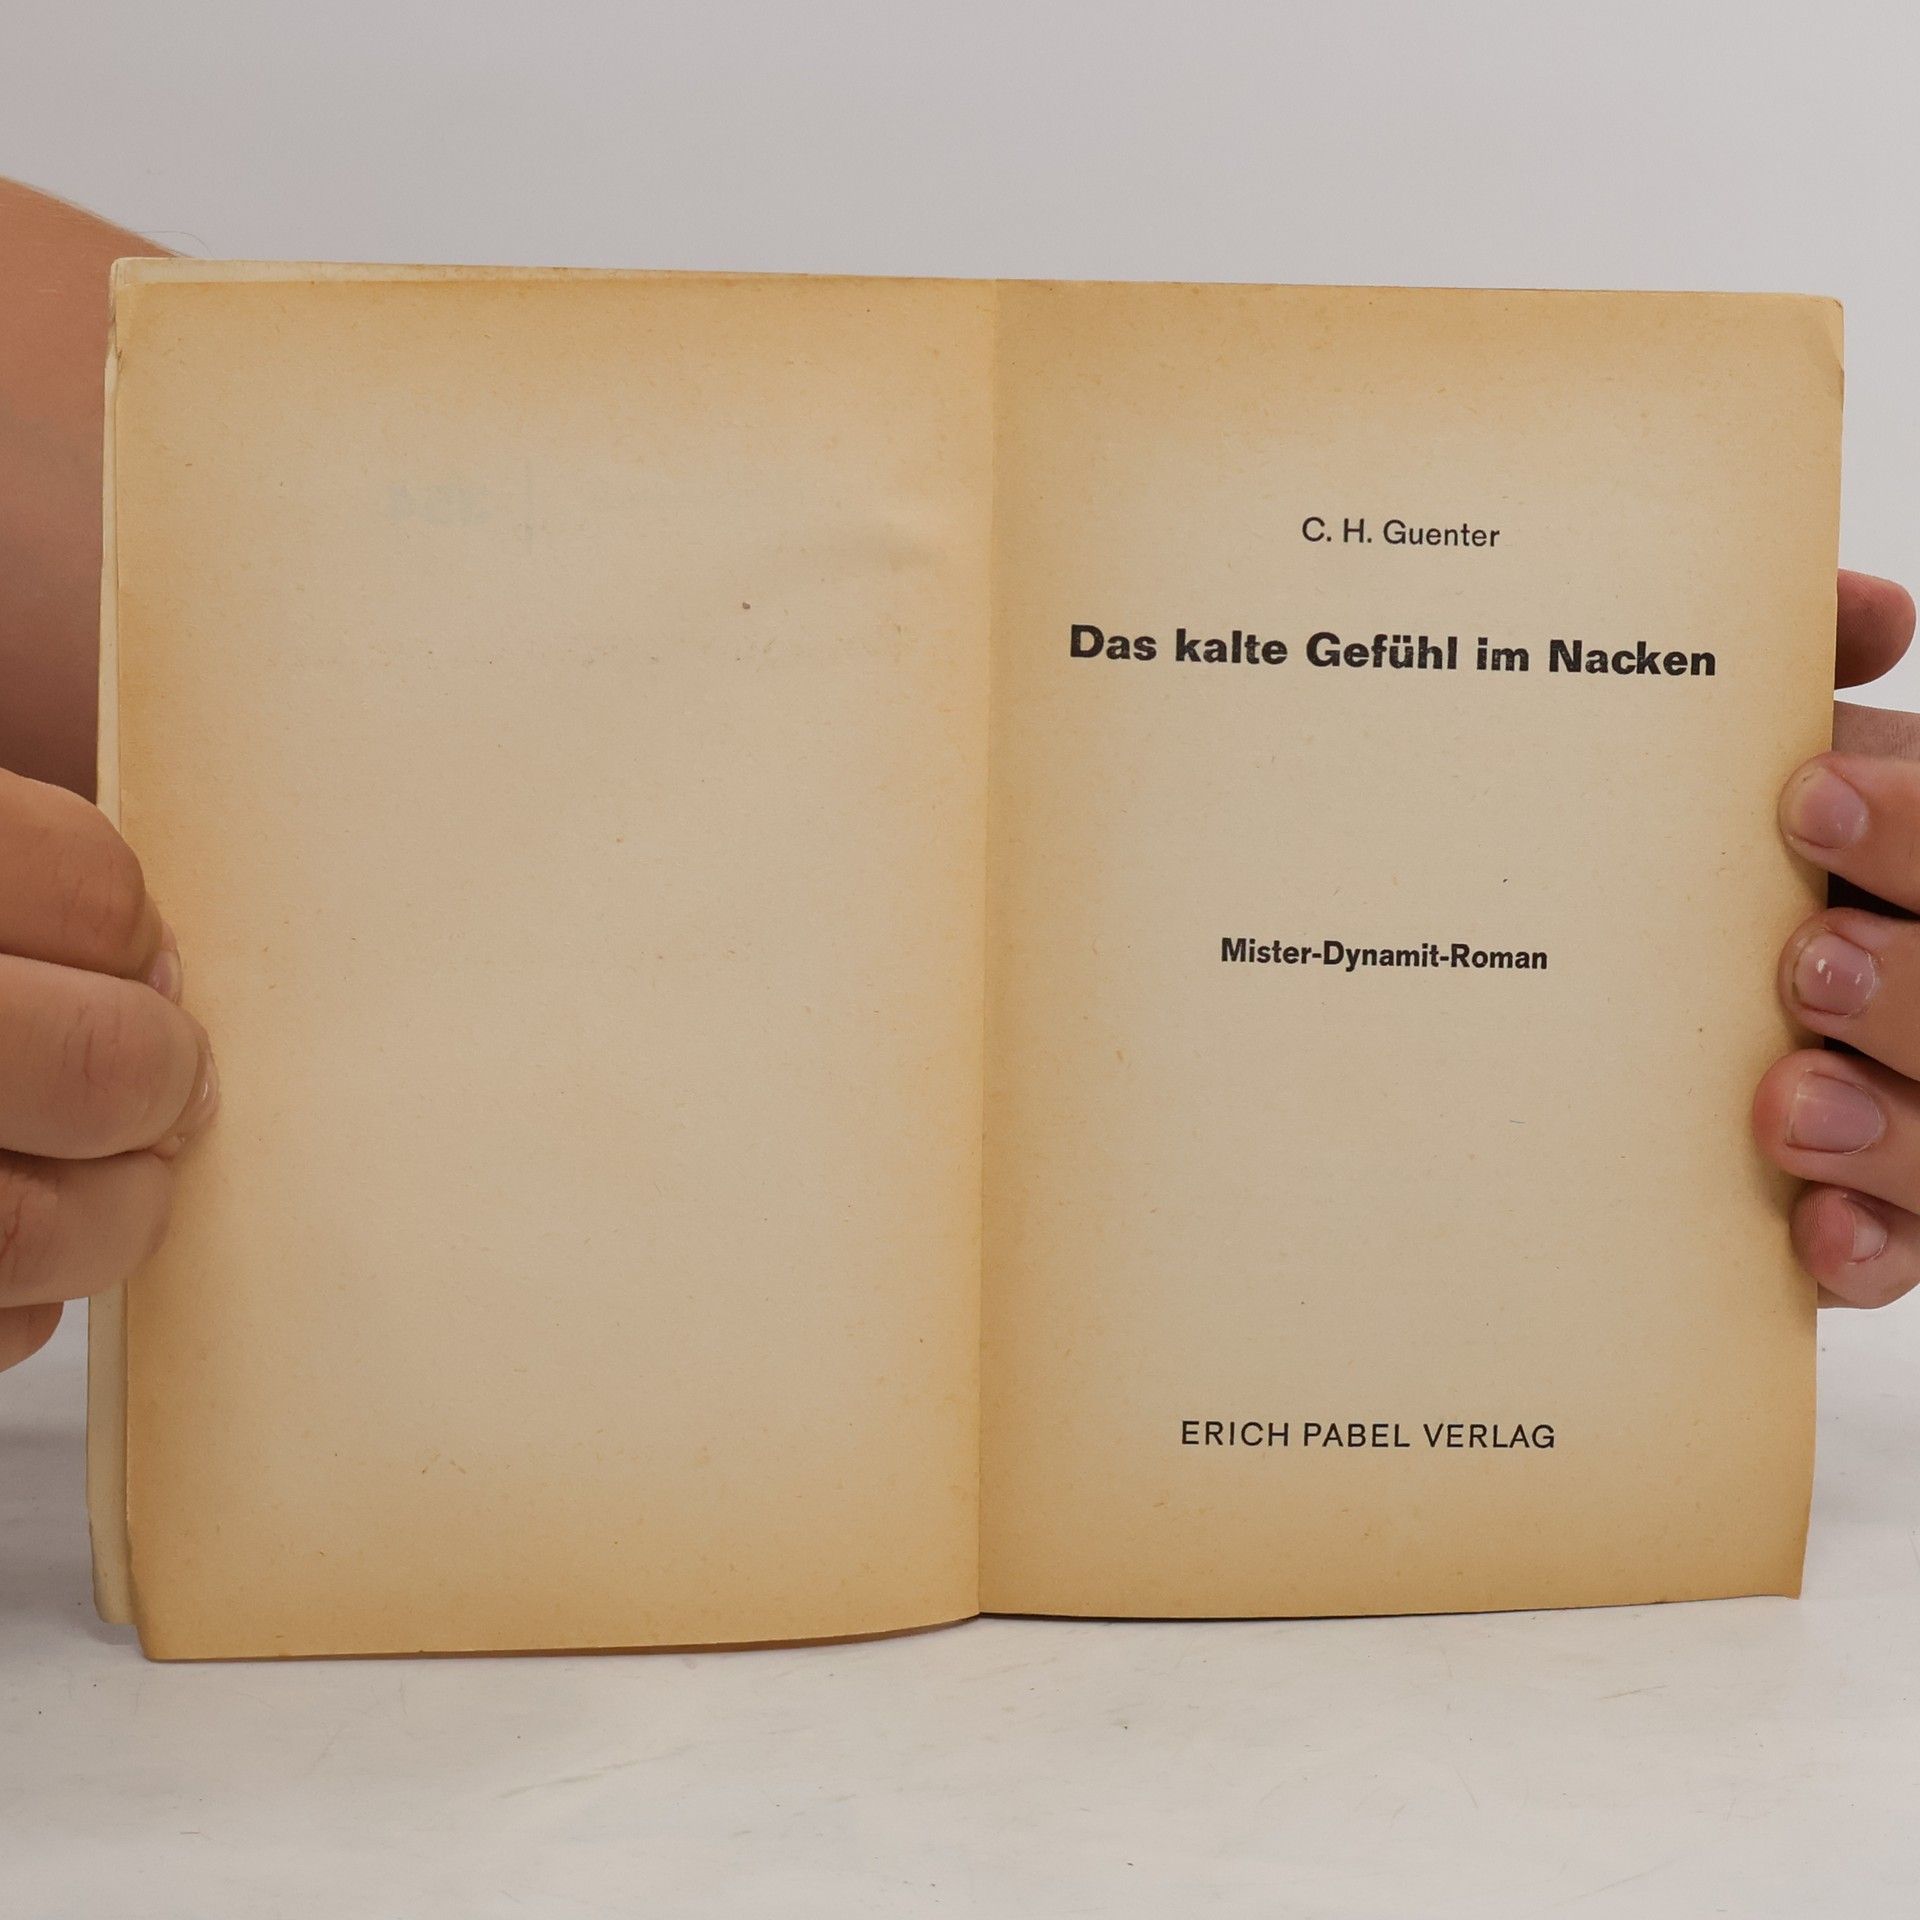 C. H. Guenter
Das kalte Gefühl im Nacken
Mister-Dynamit-Roman
ERICH PABEL VERLAG